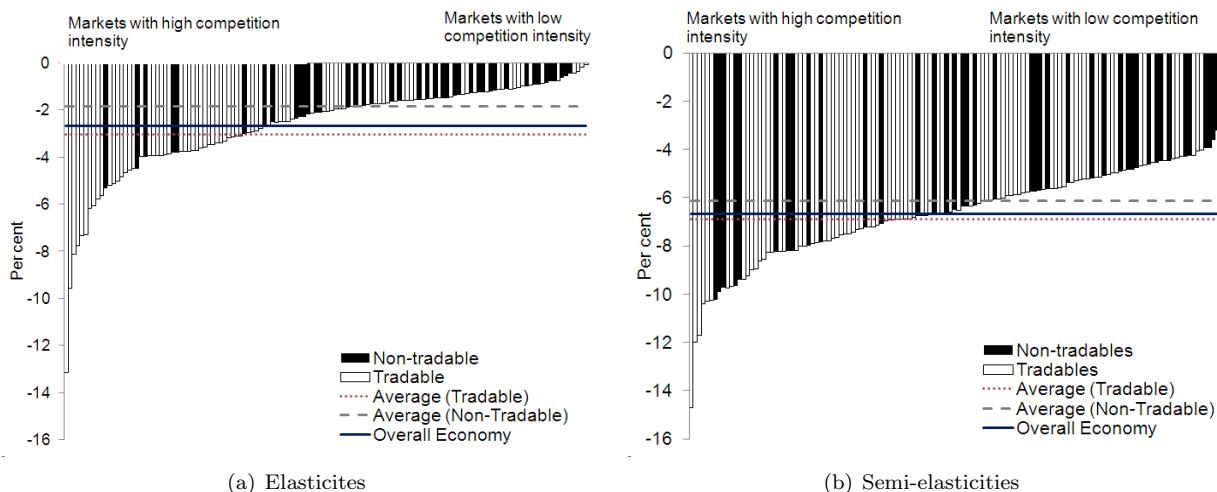 Markets with high competition
intensity
Markets with low
competition intensity
0
-2
-4
-6
-8
-10
-12
-14
-16
Per cent
Non-tradable
Tradable
Average (Tradable)
Average (Non-Tradable)
Overall Economy
(a) Elasticites
Markets with high competition
intensity
Markets with low competition
intensity
0
-2
-4
-6
-8
-10
-12
-14
-16
Per cent
Non-tradables
Tradables
Average (Tradable)
Average (Non-Tradable)
Overall Economy
(b) Semi-elasticities